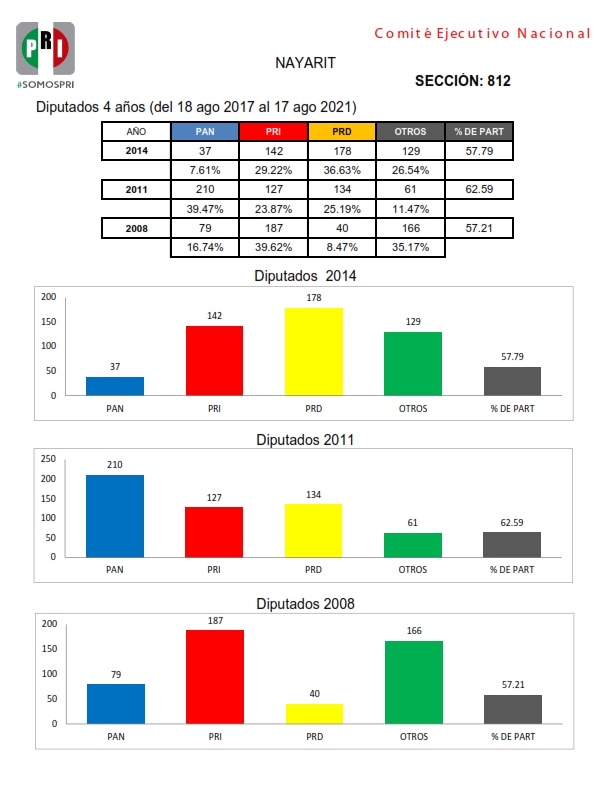 Comité Ejecutivo Nacional
PRI
#SOMOSPRI
NAYARIT
SECCIÓN: 812
Diputados 4 años (del 18 ago 2017 al 17 ago 2021)
AÑO PAN PRI PRD OTROS % DE PART
2014 37 142 178 129 57.79
7.61% 29.22% 36.63% 26.54%
2011 210 127 134 61 62.59
39.47% 23.87% 25.19% 11.47%
2008 79 187 40 166 57.21
16.74% 39.62% 8.47% 35.17%
Diputados 2014
200
150
100
50
0
37 142 178 129 57.79
PAN PRI PRD OTROS % DE PART
Diputados 2011
250
200
150
100
50
0
210 127 134 61 62.59
PAN PRI PRD OTROS % DE PART
Diputados 2008
200
150
100
50
0
79 187 40 166 57.21
PAN PRI PRD OTROS % DE PART